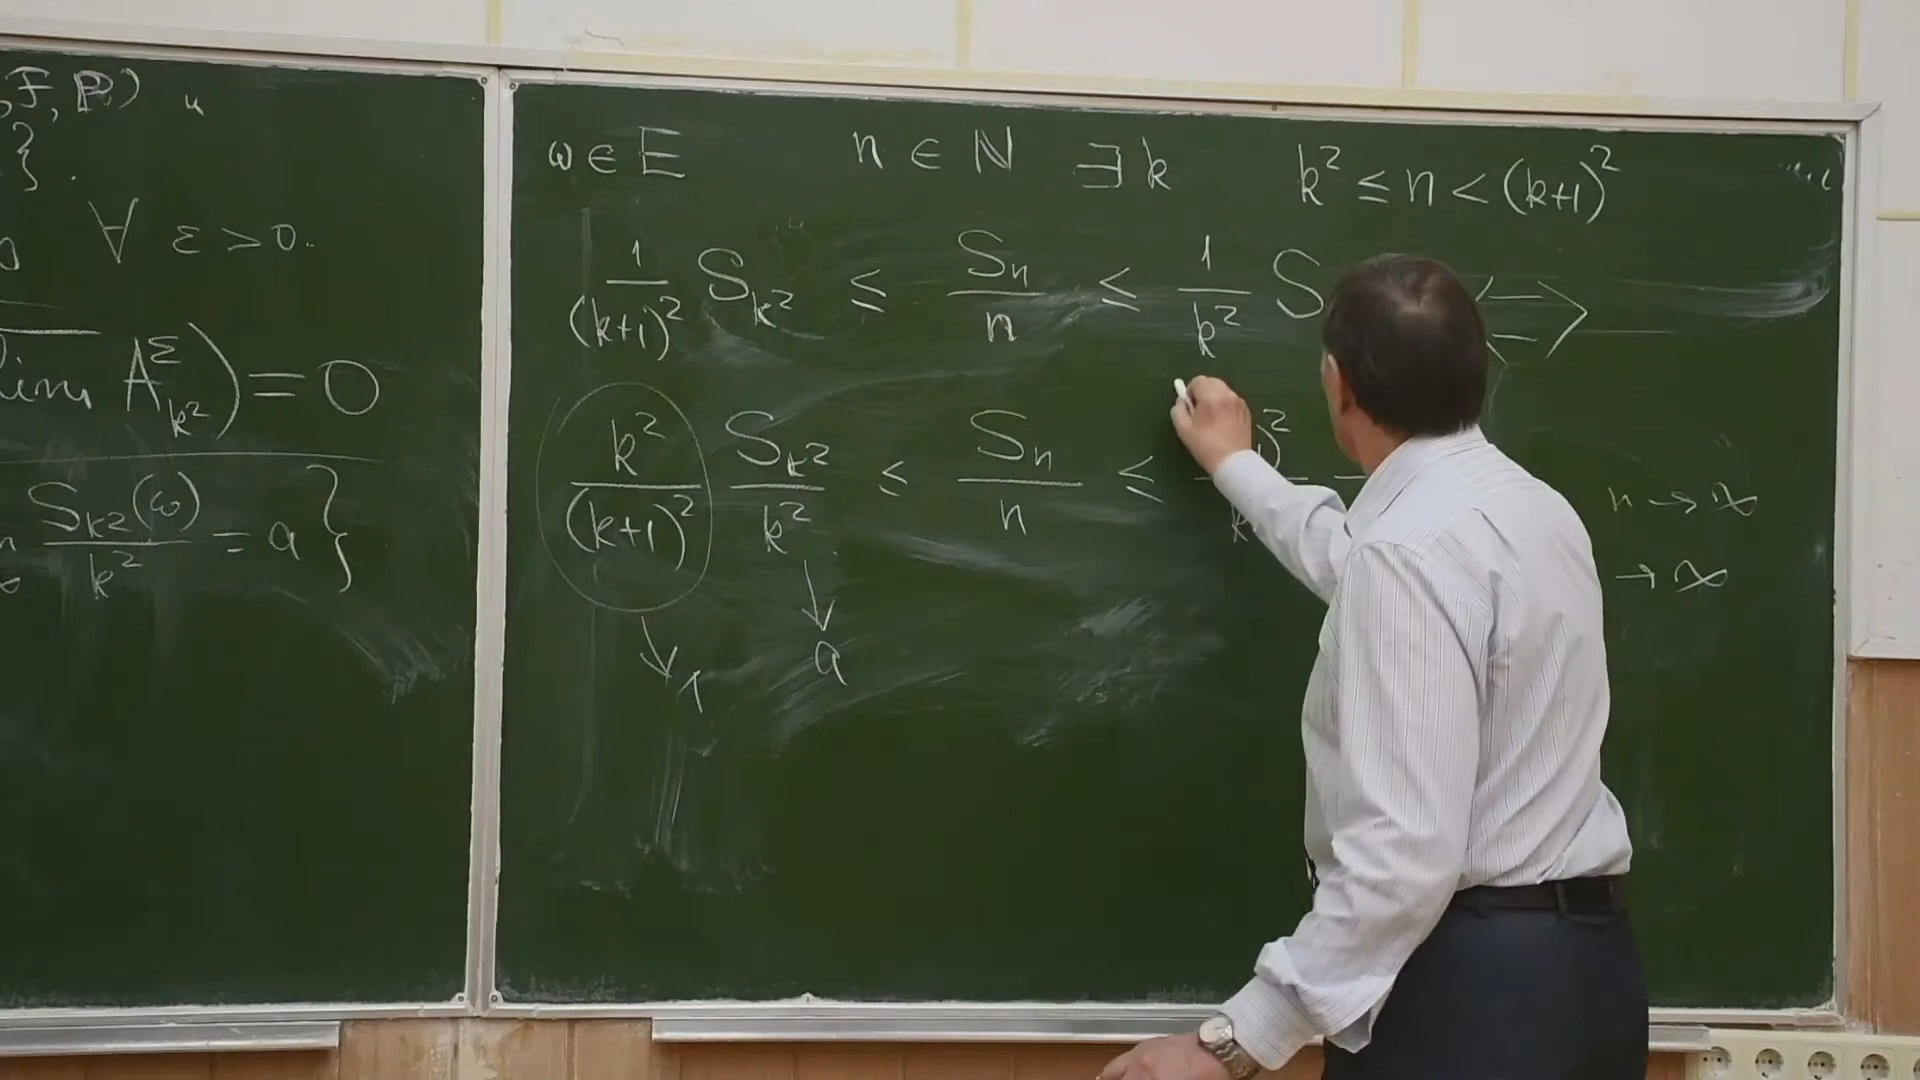 , F, P) и
}.
∀ ε > 0.
lim A^ε_{k²}) = 0
S_{k²}(ω) / k² = a }
ω ∈ E n ∈ ℕ ∃ k k² ≤ n < (k+1)²
1/(k+1)² S_{k²} ≤ S_n/n ≤ 1/k² S ⟺
k²/(k+1)² S_{k²}/k² ≤ S_n/n ≤
n → ∞
→ ∞
↓ 1 ↓ a